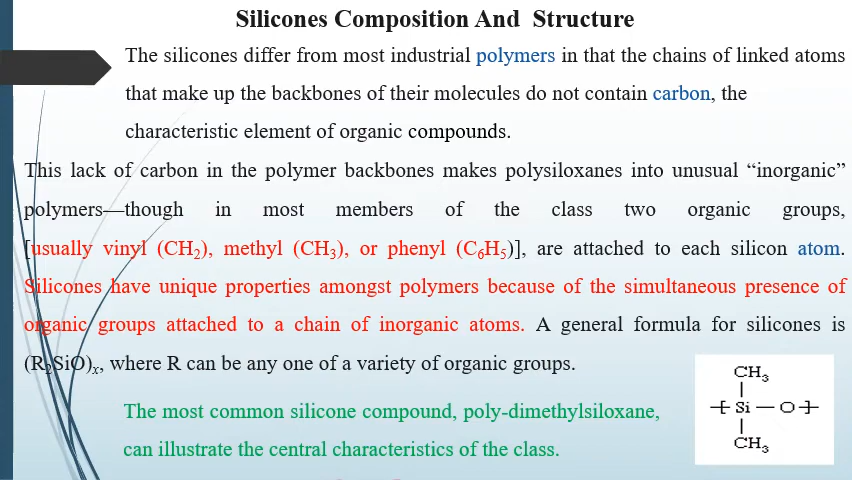 Silicones Composition And Structure
The silicones differ from most industrial polymers in that the chains of linked atoms
that make up the backbones of their molecules do not contain carbon, the
characteristic element of organic compounds.
This lack of carbon in the polymer backbones makes polysiloxanes into unusual “inorganic”
polymers—though in most members of the class two organic groups,
[usually vinyl (CH₂), methyl (CH₃), or phenyl (C₆H₅)], are attached to each silicon atom.
Silicones have unique properties amongst polymers because of the simultaneous presence of
organic groups attached to a chain of inorganic atoms. A general formula for silicones is
(R₂SiO)ₓ, where R can be any one of a variety of organic groups.
The most common silicone compound, poly-dimethylsiloxane,
can illustrate the central characteristics of the class.
CH₃
Si — O
CH₃